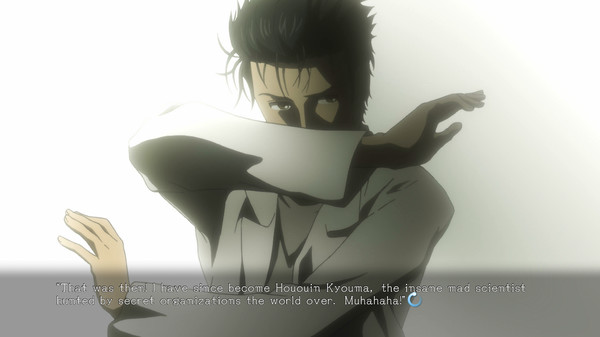 "That was then. I have since become Hououin Kyouma, the insane mad scientist
hunted by secret organizations the world over. Muhahaha!"